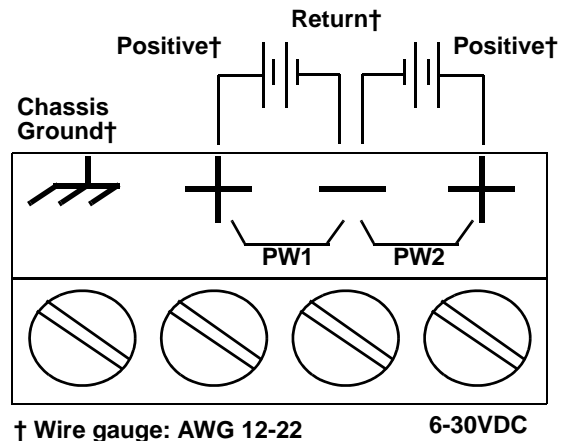 Return†
Positive†
Positive†
Chassis
Ground†
PW1
PW2
† Wire gauge: AWG 12-22
6-30VDC